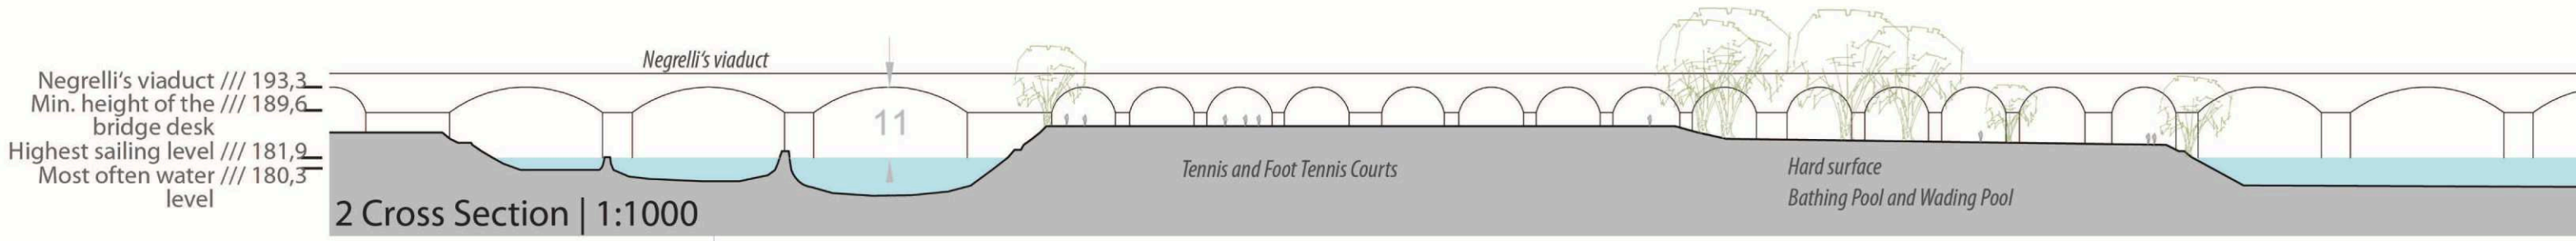 Negrelli's viaduct
Negrelli's viaduct /// 193,3
Min. height of the /// 189,6
bridge desk
Highest sailing level /// 181,9
Most often water /// 180,3
level
11
Tennis and Foot Tennis Courts
Hard surface
Bathing Pool and Wading Pool
2 Cross Section | 1:1000